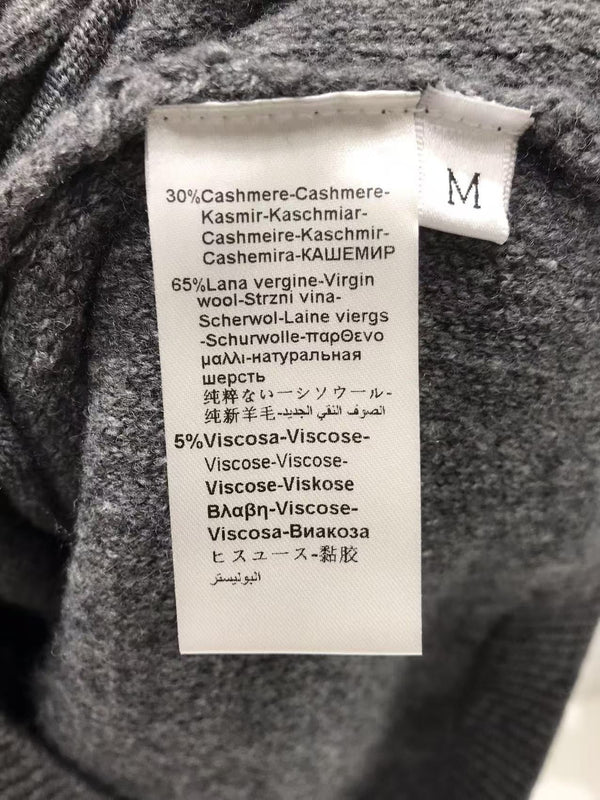 M
30%Cashmere-Cashmere-
Kasmir-Kaschmiar-
Cashmeire-Kaschmir-
Cashemira-КАШЕМИР
65%Lana vergine-Virgin
wool-Strzni vina-
Scherwol-Laine viergs
-Schurwolle-παρΘενο
μαλλι-натуральная
шерсть
纯粹ない一シソウール-
纯新羊毛-الصوف النقي الجديد
5%Viscosa-Viscose-
Viscose-Viscose-
Viscose-Viskose
Βλαβη-Viscose-
Viscosa-Виакоза
ヒスユース-黏胶
البوليستر